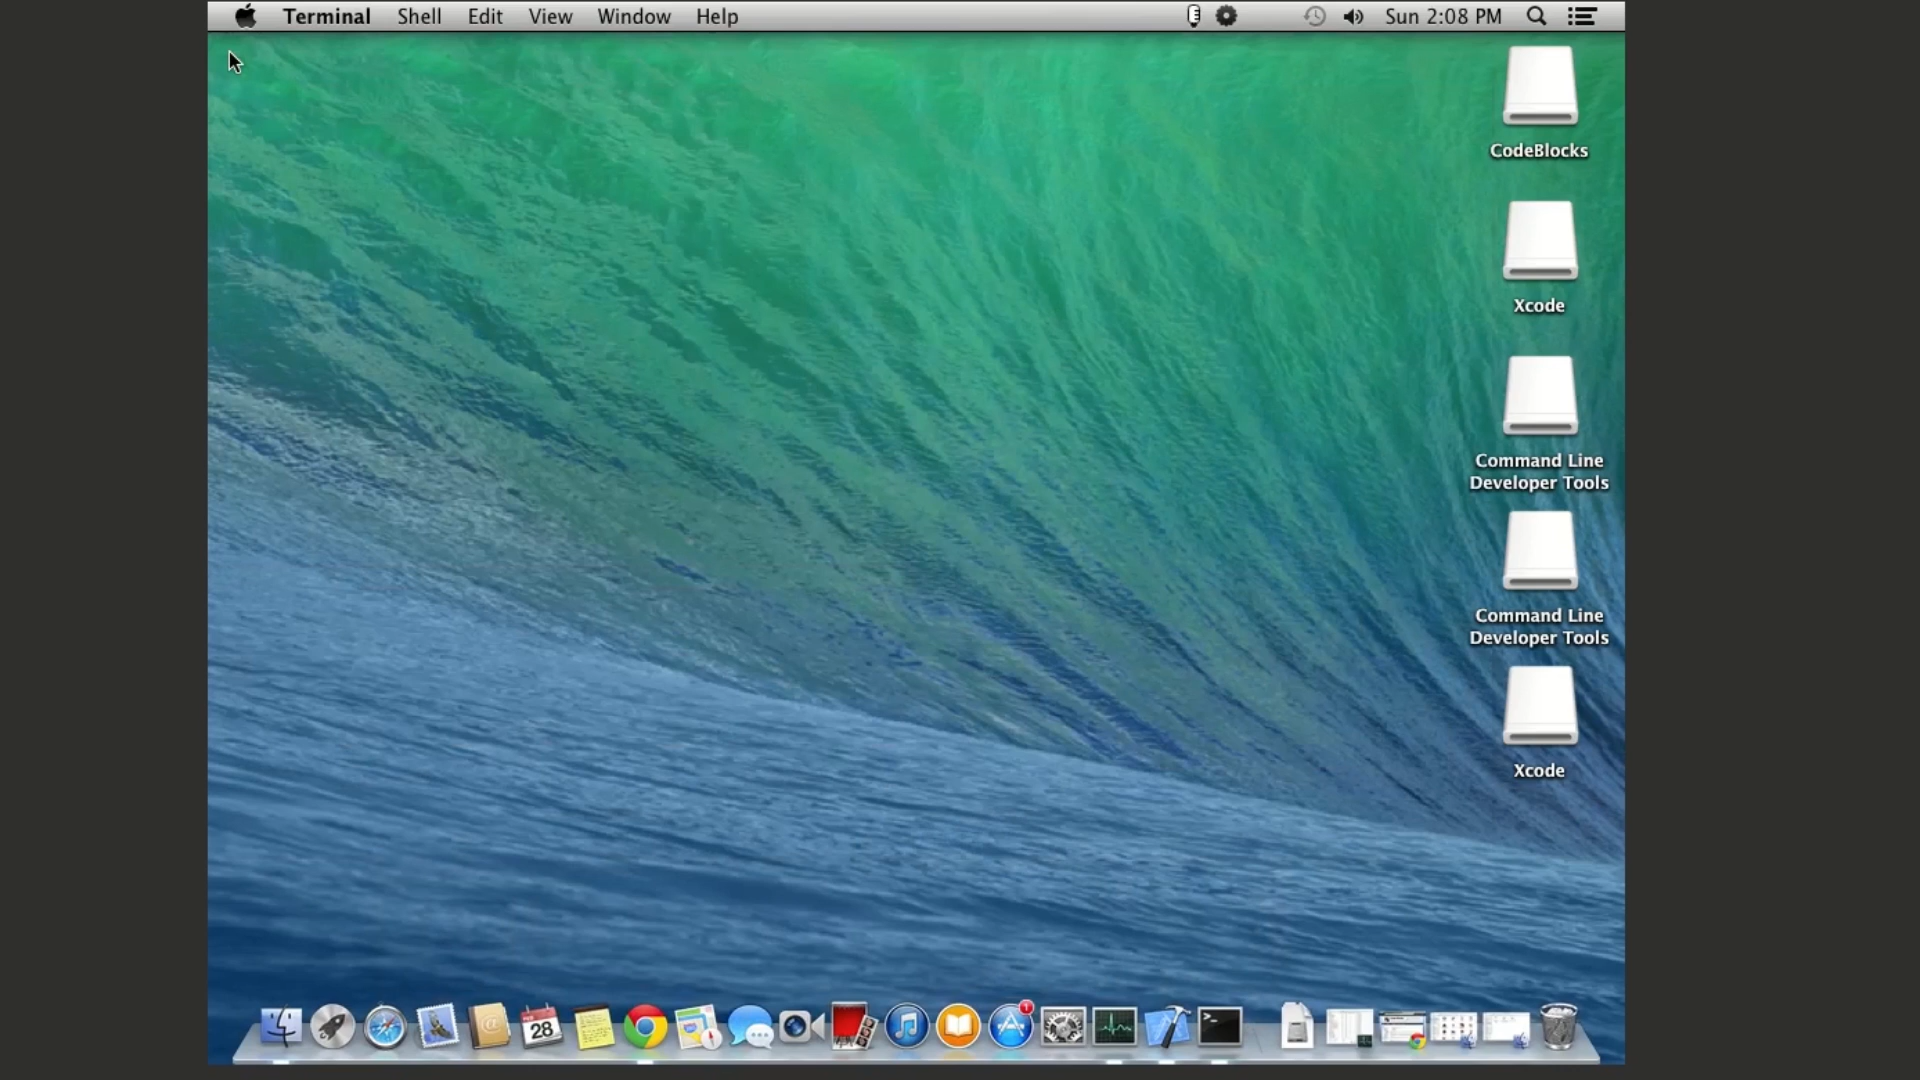 Terminal Shell Edit View Window Help Sun 2:08 PM
CodeBlocks
Xcode
Command Line
Developer Tools
Command Line
Developer Tools
Xcode
28
1
>_